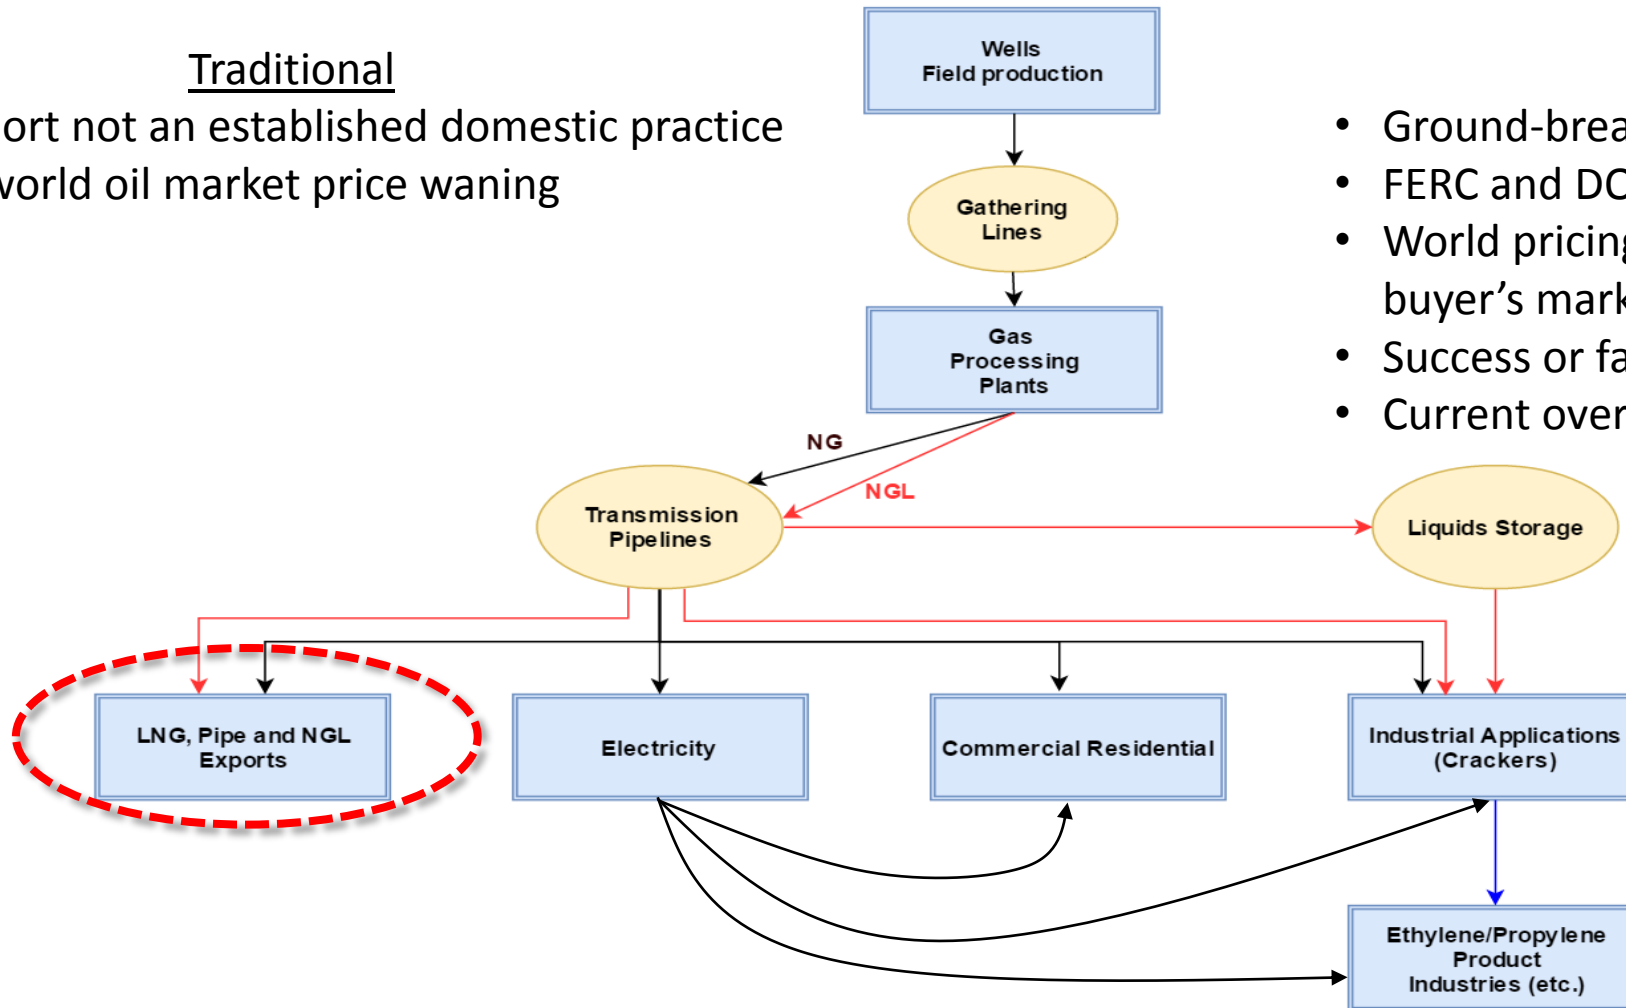 Traditional
ort not an established domestic practice
world oil market price waning
Wells
Field production
Gathering
Lines
Gas
Processing
Plants
• Ground-brea
• FERC and DO
• World pricing
buyer’s mark
• Success or fa
• Current over
NG
NGL
Transmission
Pipelines
Liquids Storage
LNG, Pipe and NGL
Exports
Electricity
Commercial Residential
Industrial Applications
(Crackers)
Ethylene/Propylene
Product
Industries (etc.)